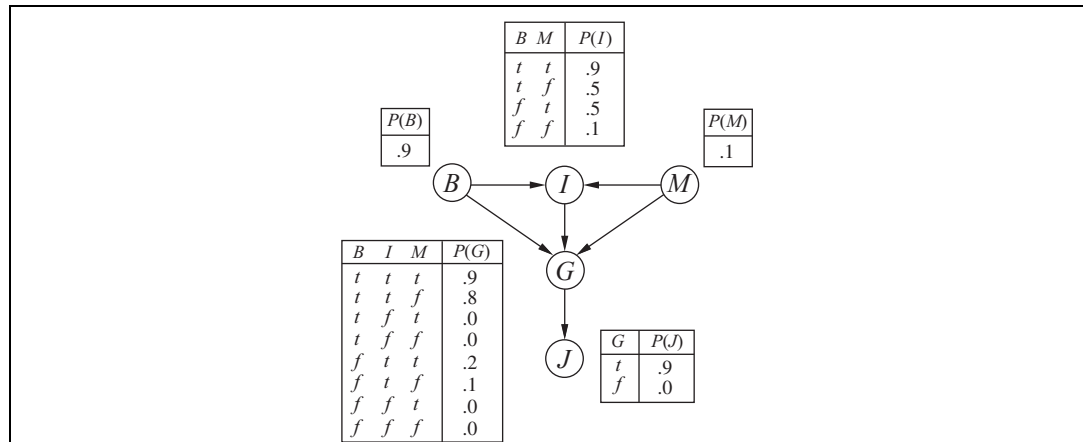 B M P(I)
t t .9
t f .5
f t .5
f f .1
P(B)
.9
P(M)
.1
B
I
M
B I M P(G)
t t t .9
t t f .8
t f t .0
t f f .0
f t t .2
f t f .1
f f t .0
f f f .0
G
J
G P(J)
t .9
f .0